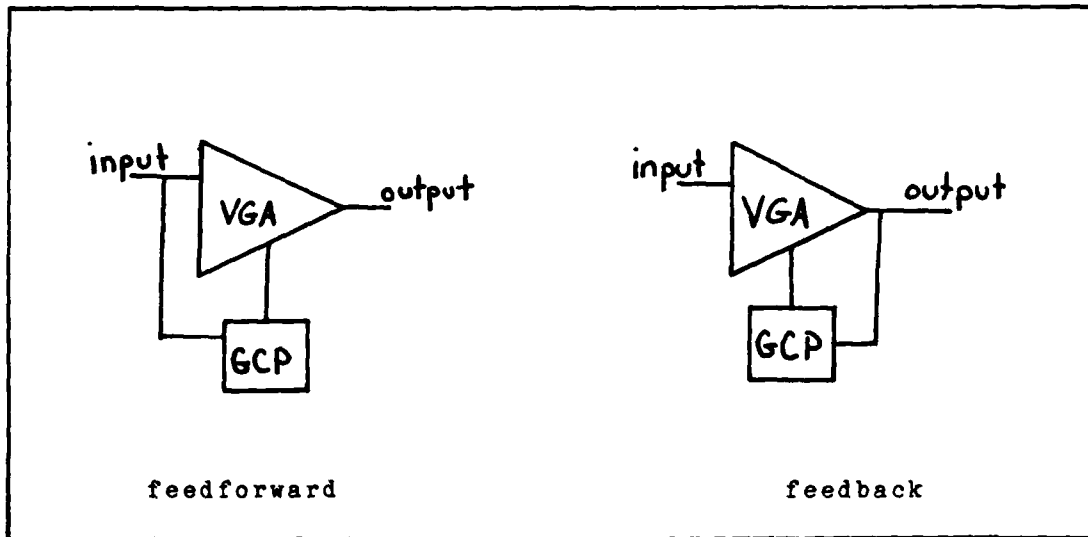 input
VGA
output
GCP
feedforward
input
VGA
output
GCP
feedback